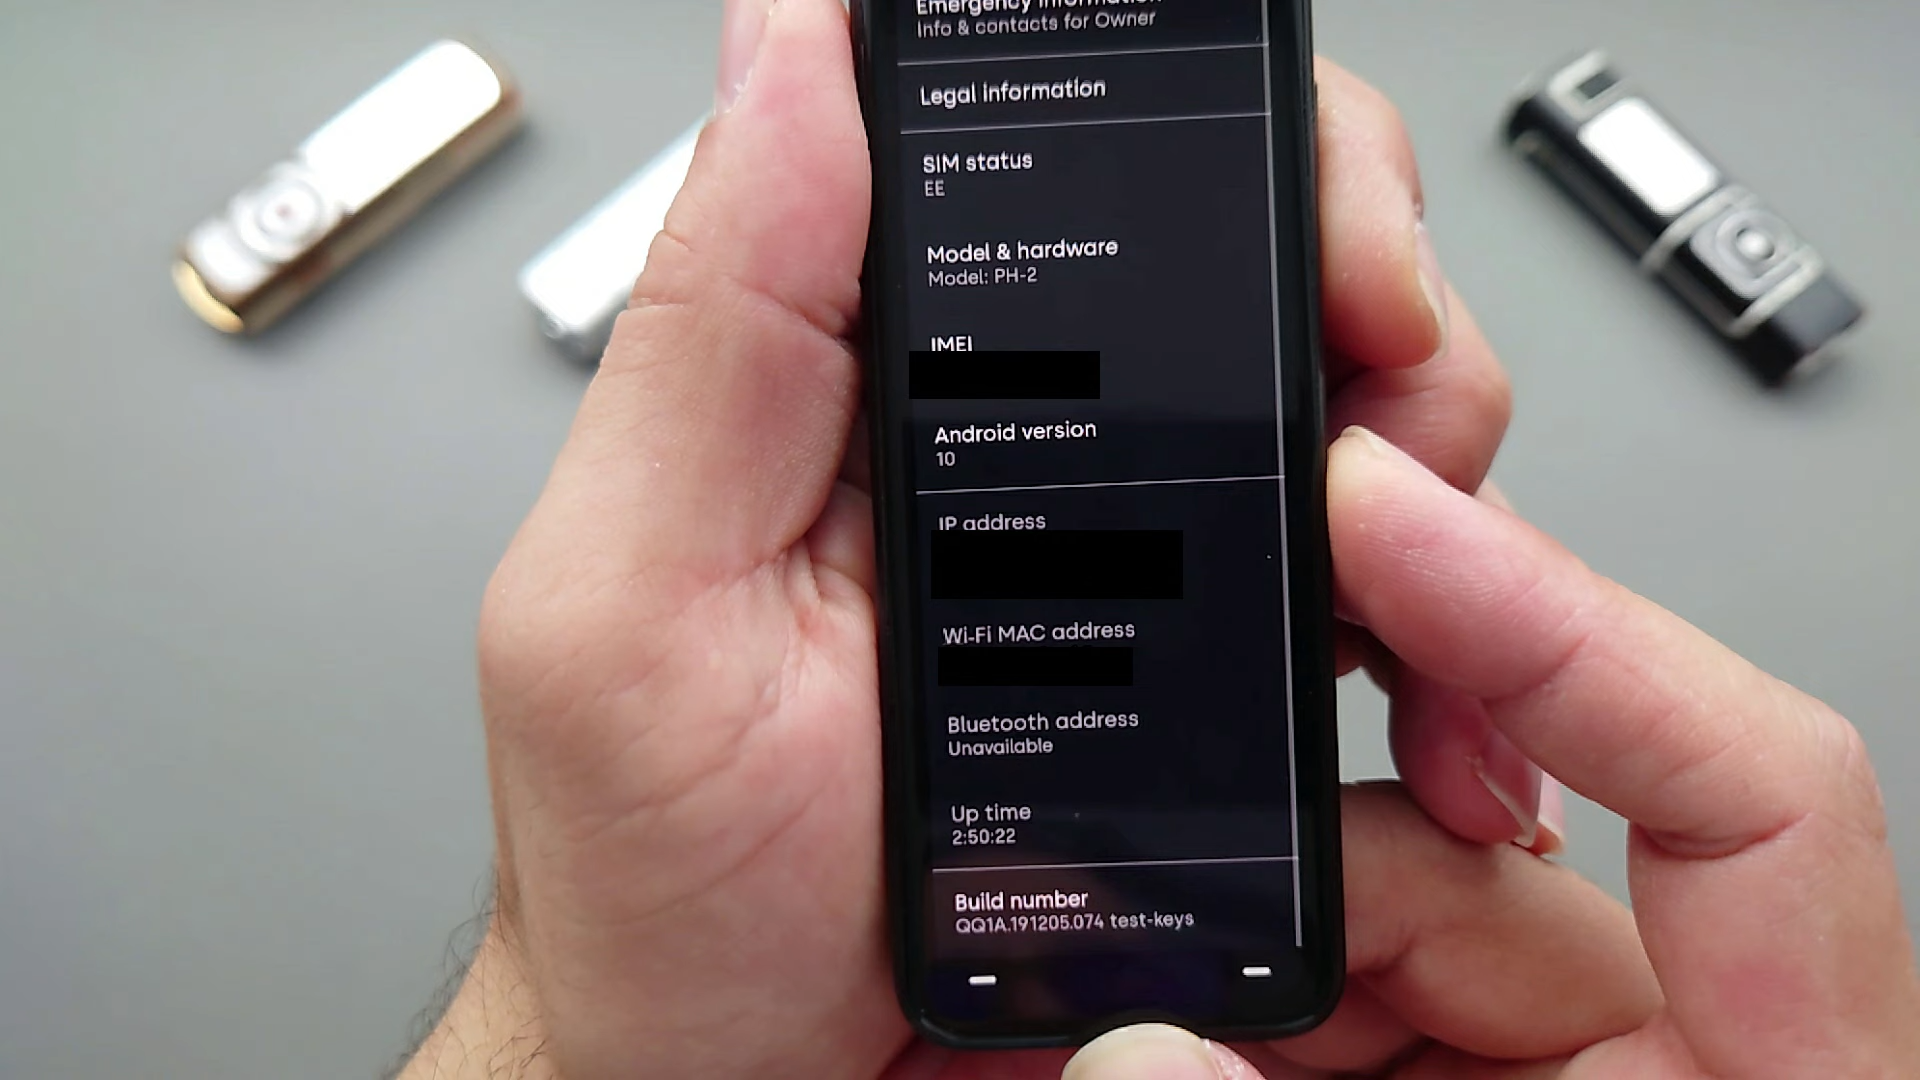 Emergency information
Info & contacts for Owner
Legal information
SIM status
EE
Model & hardware
Model: PH-2
IMEI
Android version
10
IP address
Wi-Fi MAC address
Bluetooth address
Unavailable
Up time
2:50:22
Build number
QQ1A.191205.074 test-keys